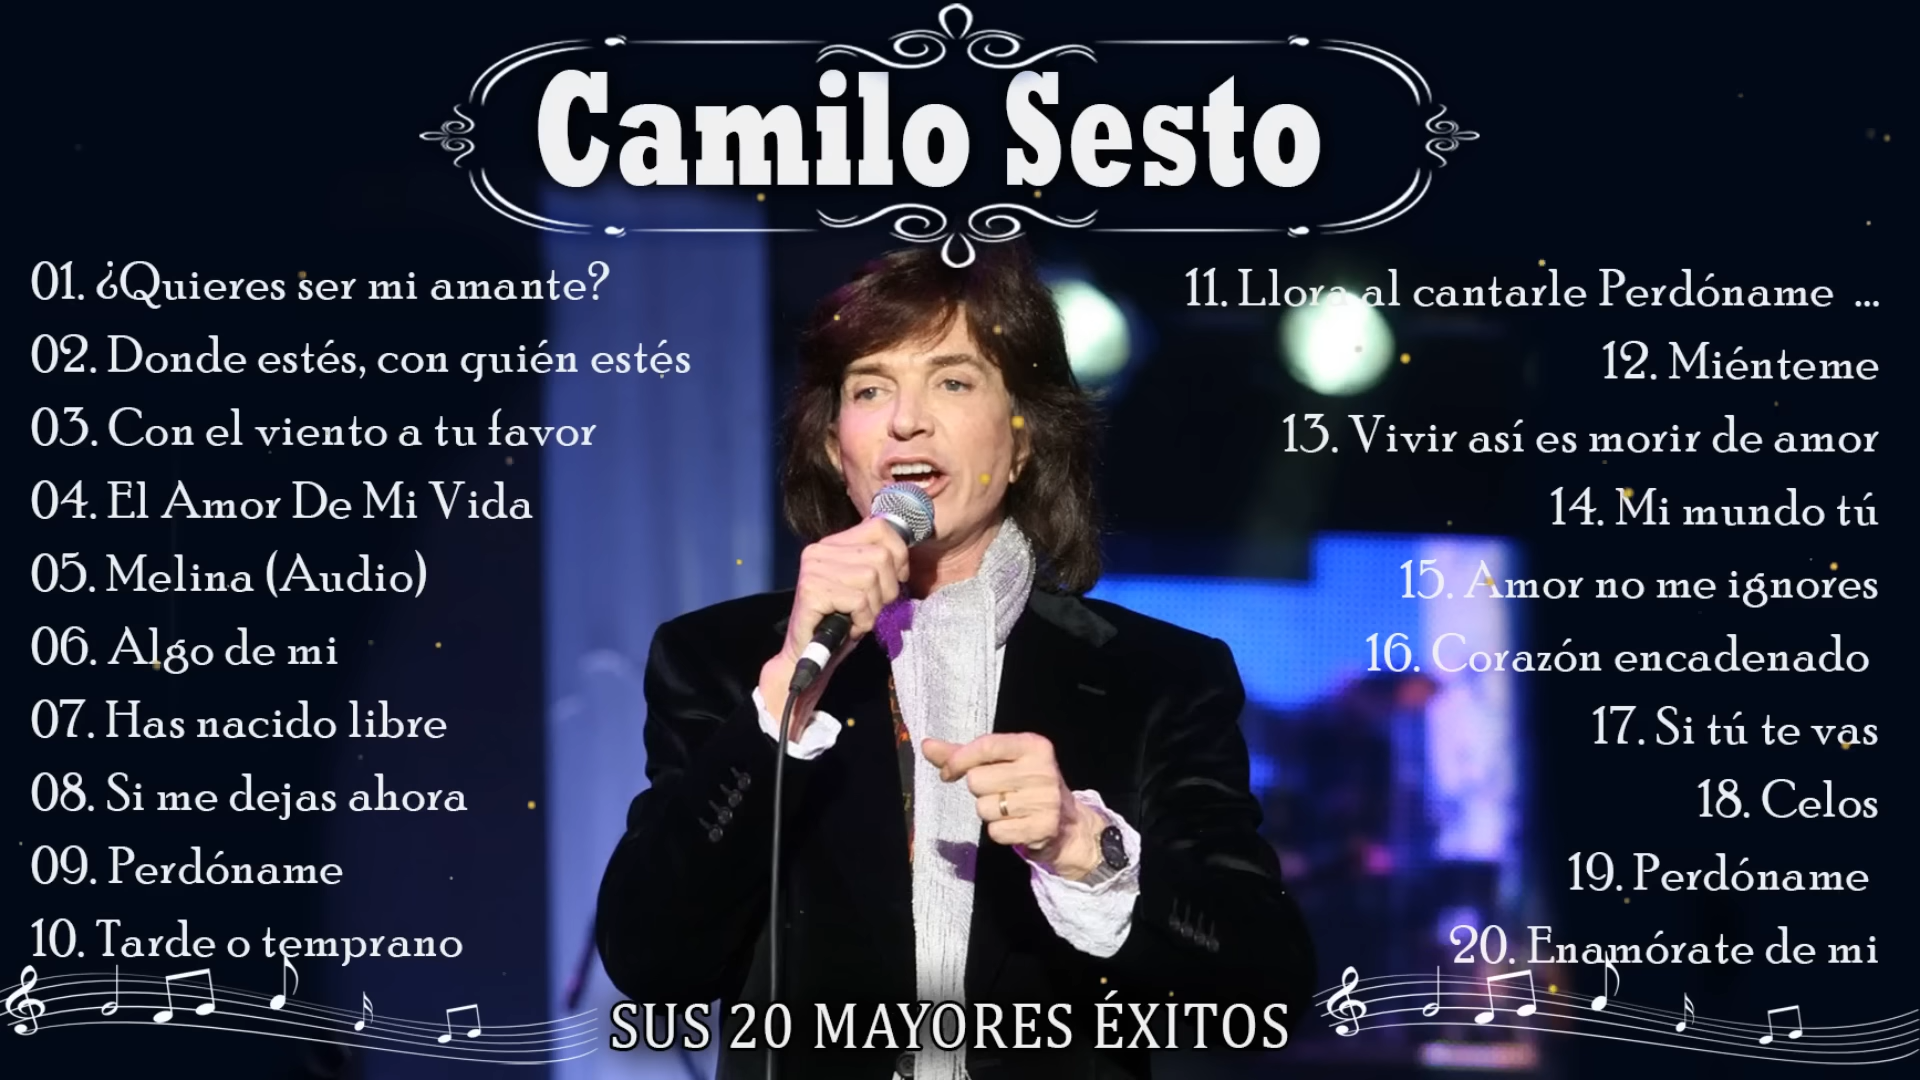 Camilo Sesto
01. ¿Quieres ser mi amante?
02. Donde estés, con quién estés
03. Con el viento a tu favor
04. El Amor De Mi Vida
05. Melina (Audio)
06. Algo de mi
07. Has nacido libre
08. Si me dejas ahora
09. Perdóname
10. Tarde o temprano
11. Llora al cantarle Perdóname ...
12. Miénteme
13. Vivir así es morir de amor
14. Mi mundo tú
15. Amor no me ignores
16. Corazón encadenado
17. Si tú te vas
18. Celos
19. Perdóname
20. Enamórate de mi
SUS 20 MAYORES ÉXITOS